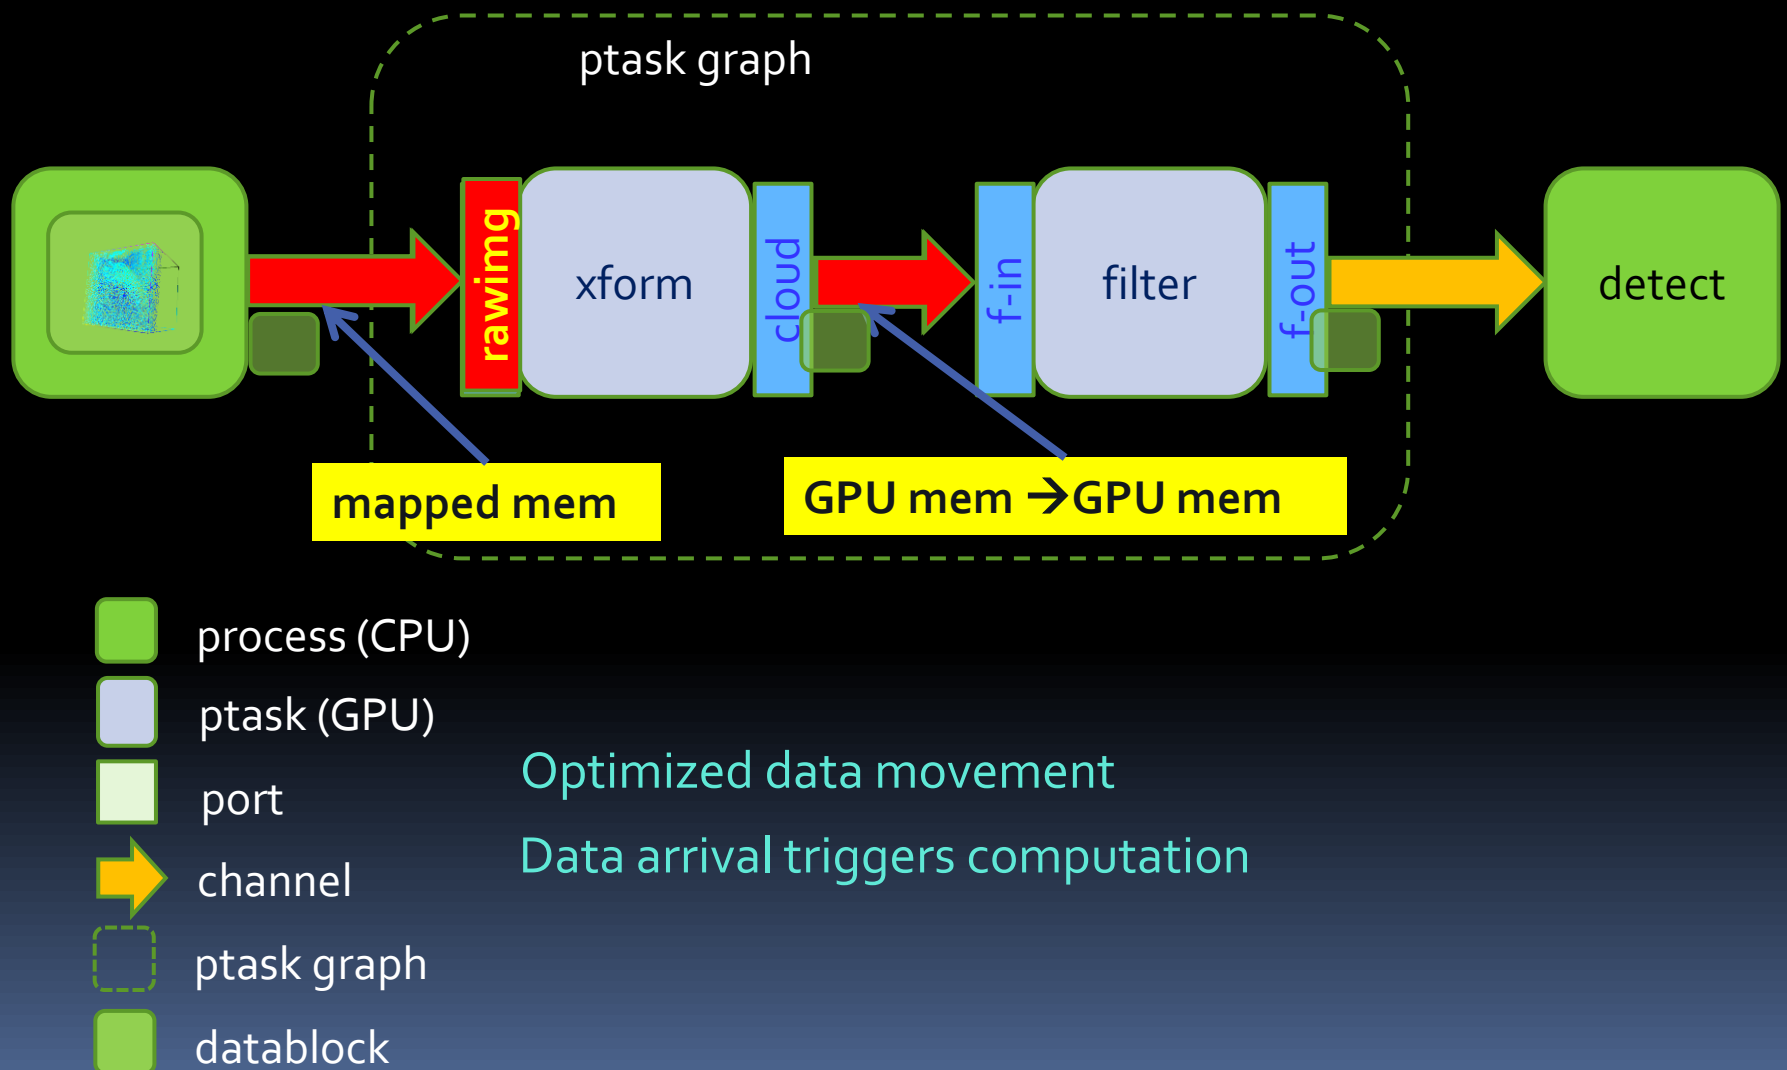 ptask graph
rawimg
xform
cloud
f-in
filter
f-out
detect
mapped mem
GPU mem →GPU mem
process (CPU)
ptask (GPU)
port
channel
ptask graph
datablock
Optimized data movement
Data arrival triggers computation